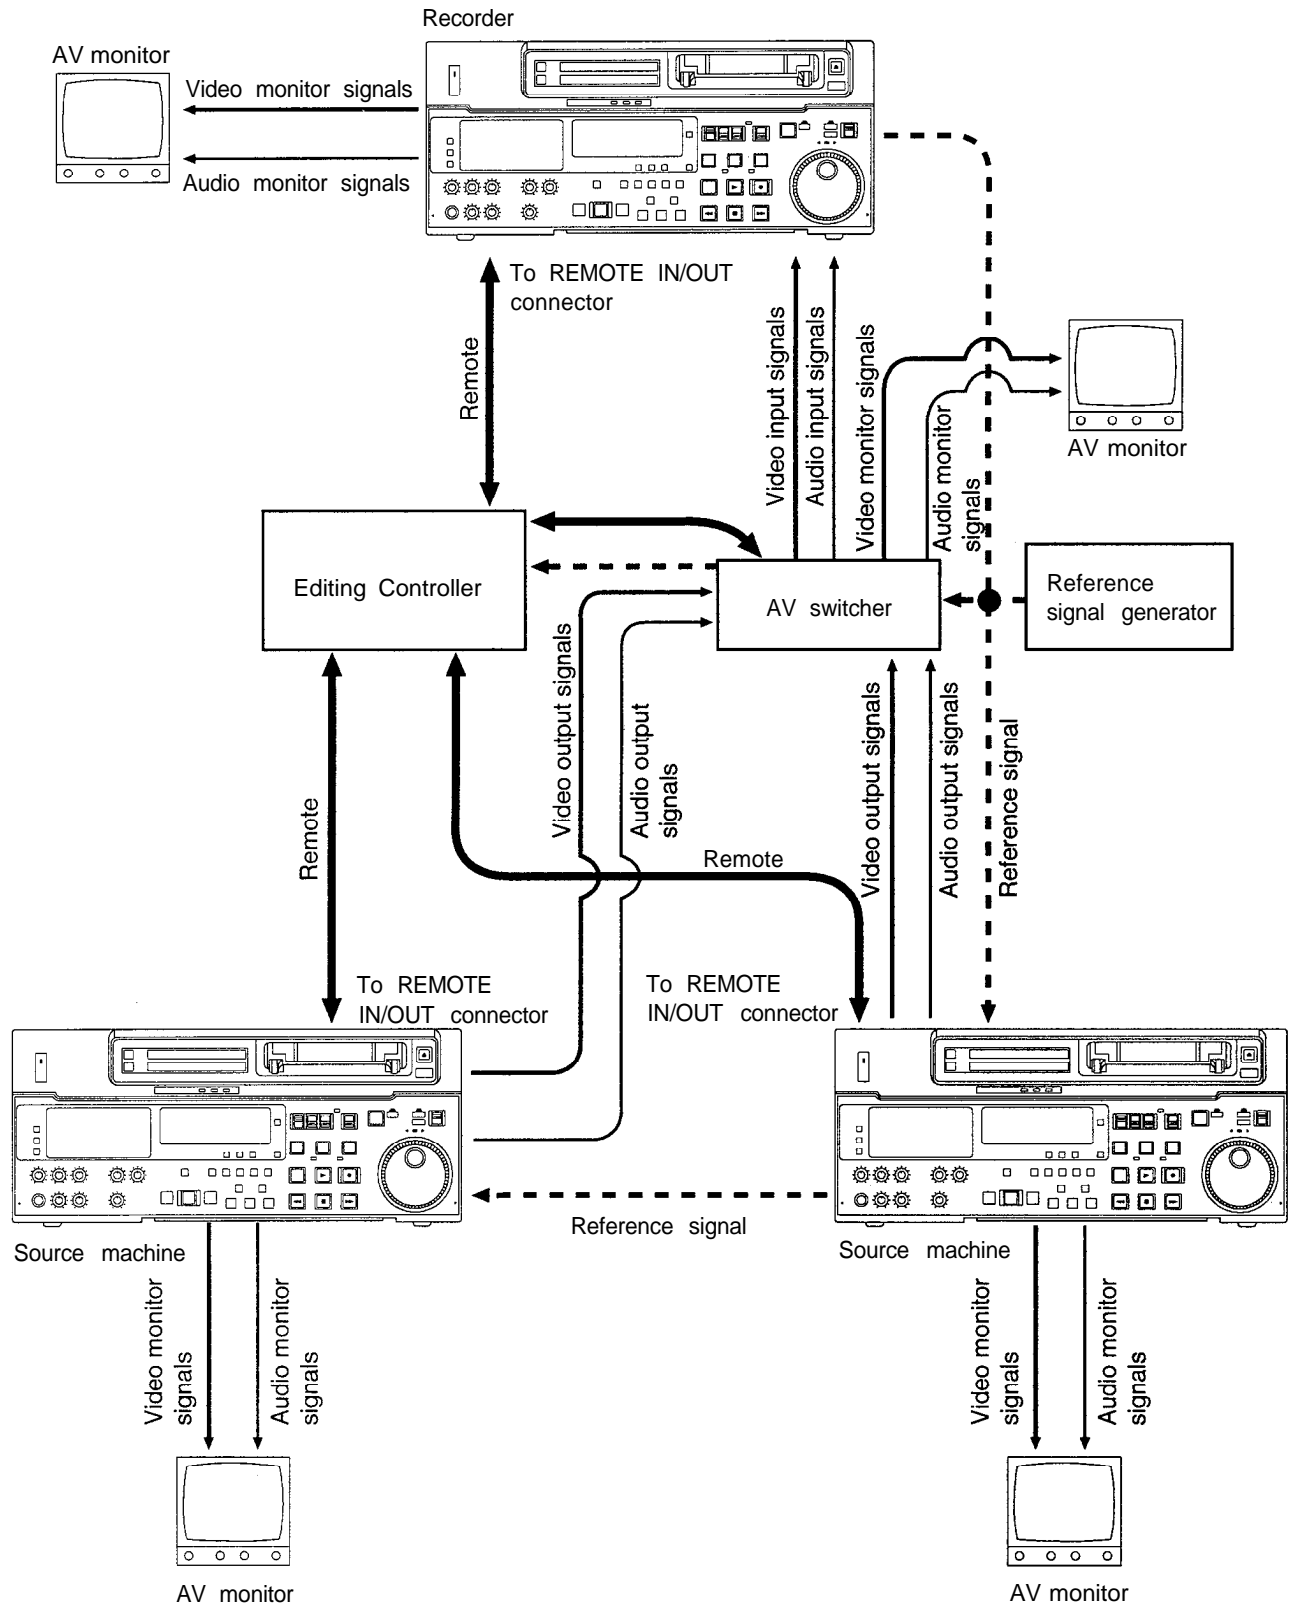 Recorder
AV monitor
Video monitor signals
Audio monitor signals
To REMOTE IN/OUT
connector
Remote
Video input signals
Audio input signals
Video monitor signals
Audio monitor
signals
AV monitor
Editing Controller
AV switcher
Reference
signal generator
Remote
Video output signals
Audio output
signals
Remote
Video output signals
Audio output signals
Reference signal
To REMOTE
IN/OUT connector
To REMOTE
IN/OUT connector
Reference signal
Source machine
Source machine
Video monitor
signals
Audio monitor
signals
Video monitor
signals
Audio monitor
signals
AV monitor
AV monitor